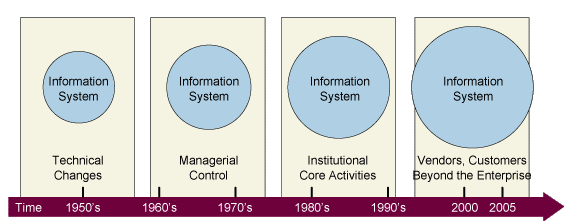 Information
System
Information
System
Information
System
Information
System
Technical
Changes
Managerial
Control
Institutional
Core Activities
Vendors, Customers
Beyond the Enterprise
Time 1950's 1960's 1970's 1980's 1990's 2000 2005